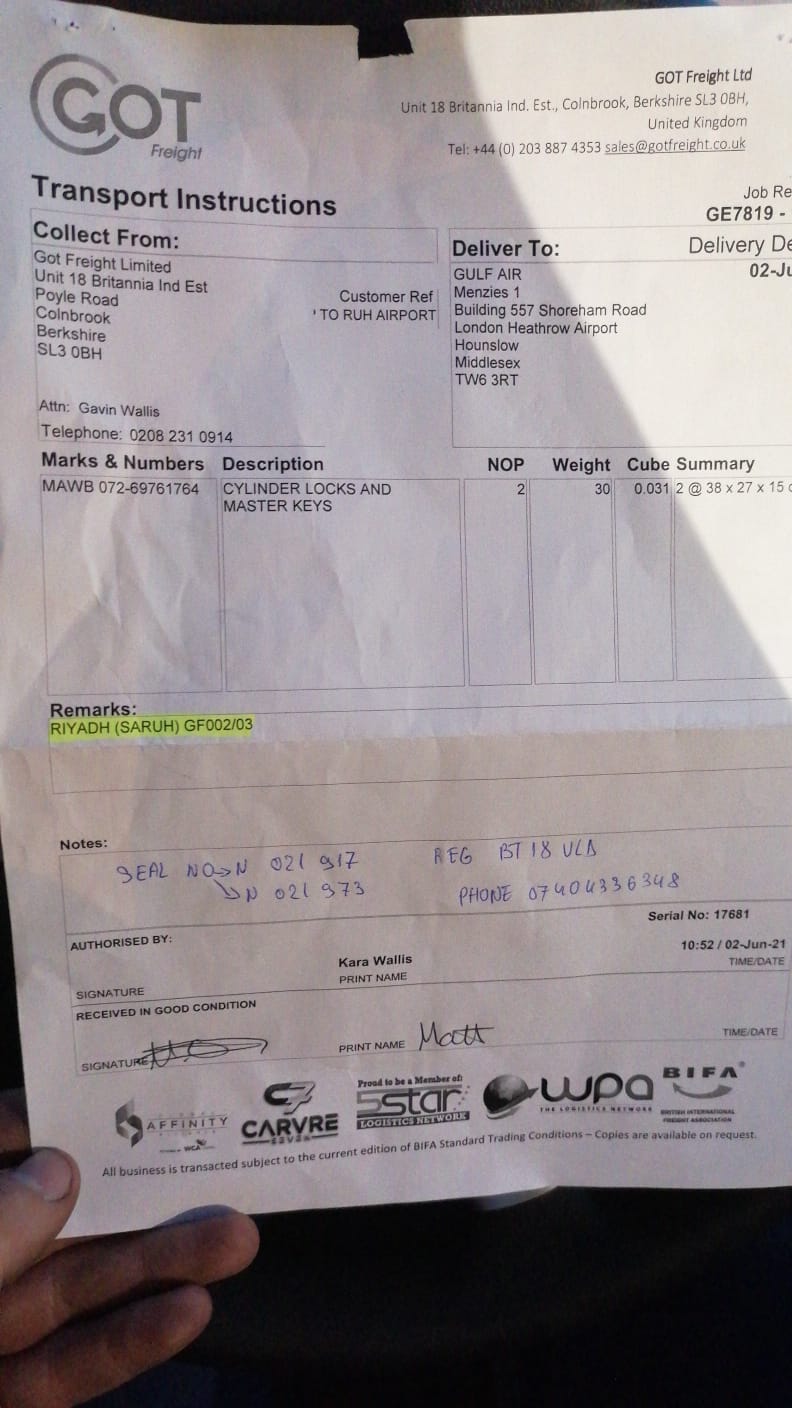 GOT
Freight
GOT Freight Ltd
Unit 18 Britannia Ind. Est., Colnbrook, Berkshire SL3 0BH,
United Kingdom
Tel: +44 (0) 203 887 4353 sales@gotfreight.co.uk
Transport Instructions
Job Re
GE7819 -
Collect From:
Got Freight Limited
Unit 18 Britannia Ind Est
Poyle Road
Colnbrook
Berkshire
SL3 0BH
Customer Ref
' TO RUH AIRPORT
Attn: Gavin Wallis
Telephone: 0208 231 0914
Deliver To:
Delivery De
02-Ju
GULF AIR
Menzies 1
Building 557 Shoreham Road
London Heathrow Airport
Hounslow
Middlesex
TW6 3RT
Marks & Numbers Description NOP Weight Cube Summary
MAWB 072-69761764 CYLINDER LOCKS AND 2 30 0.031 2 @ 38 x 27 x 15 c
MASTER KEYS
Remarks:
RIYADH (SARUH) GF002/03
Notes:
SEAL NO→N 021 917 REG BT 18
↘N 021 973 PHONE 07404336348
Serial No: 17681
AUTHORISED BY:
Kara Wallis 10:52 / 02-Jun-21
SIGNATURE PRINT NAME TIME/DATE
RECEIVED IN GOOD CONDITION
SIGNATURE PRINT NAME Matt TIME/DATE
AFFINITY
WCA
CARVRE
SEVEN
Proud to be a Member of:
5star
LOGISTICS NETWORK
wpa
THE LOGISTICS NETWORK
BIFA
BRITISH INTERNATIONAL
FREIGHT ASSOCIATION
All business is transacted subject to the current edition of BIFA Standard Trading Conditions – Copies are available on request.